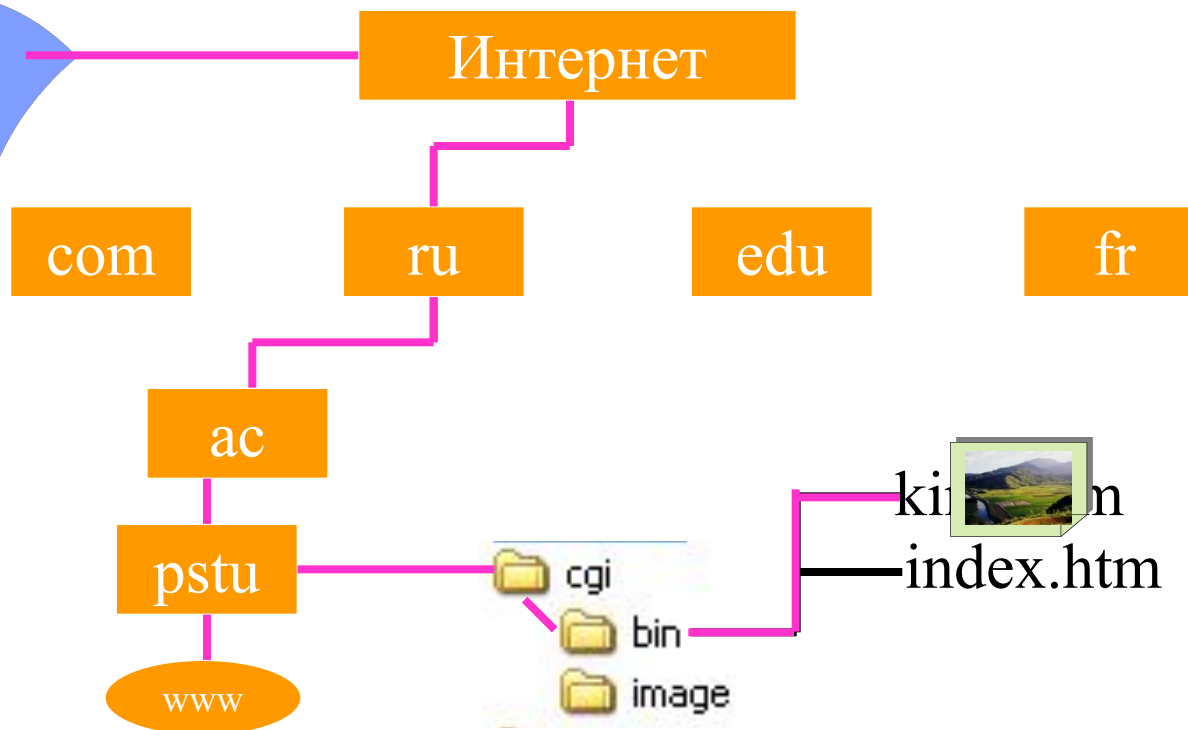 Интернет
com
ru
edu
fr
ac
index.htm
pstu
cgi
bin
image
www